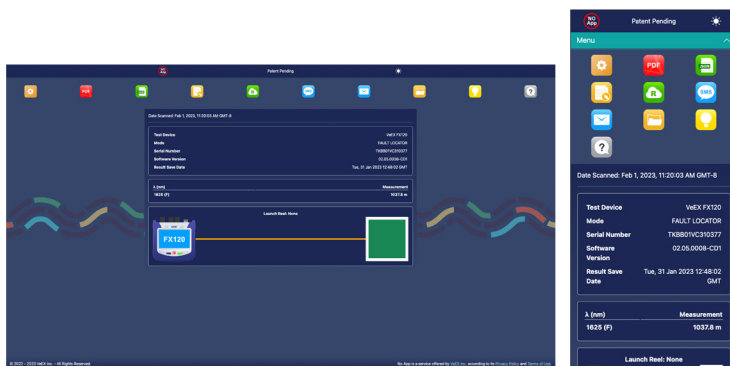 NO
App
Patent Pending
PDF
R
SMS
?
Date Scanned: Feb 1, 2023, 11:20:03 AM GMT-8
Test Device VeEX FX120
Mode FAULT LOCATOR
Serial Number TKBB01VC310377
Software Version 02.05.0008-CD1
Result Save Date Tue, 31 Jan 2023 12:48:02 GMT
λ (nm) Measurement
1625 (F) 1037.8 m
Launch Reel: None
FX120
© 2022 - 2023 VeEX Inc. - All Rights Reserved
No App is a service offered by VeEX Inc. according to its Privacy Policy and Terms of Use
NO
App
Patent Pending
Menu
PDF
R
SMS
?
Date Scanned: Feb 1, 2023, 11:20:03 AM GMT-8
Test Device VeEX FX120
Mode FAULT LOCATOR
Serial Number TKBB01VC310377
Software 02.05.0008-CD1
Version
Result Save Tue, 31 Jan 2023 12:48:02
Date GMT
λ (nm) Measurement
1625 (F) 1037.8 m
Launch Reel: None